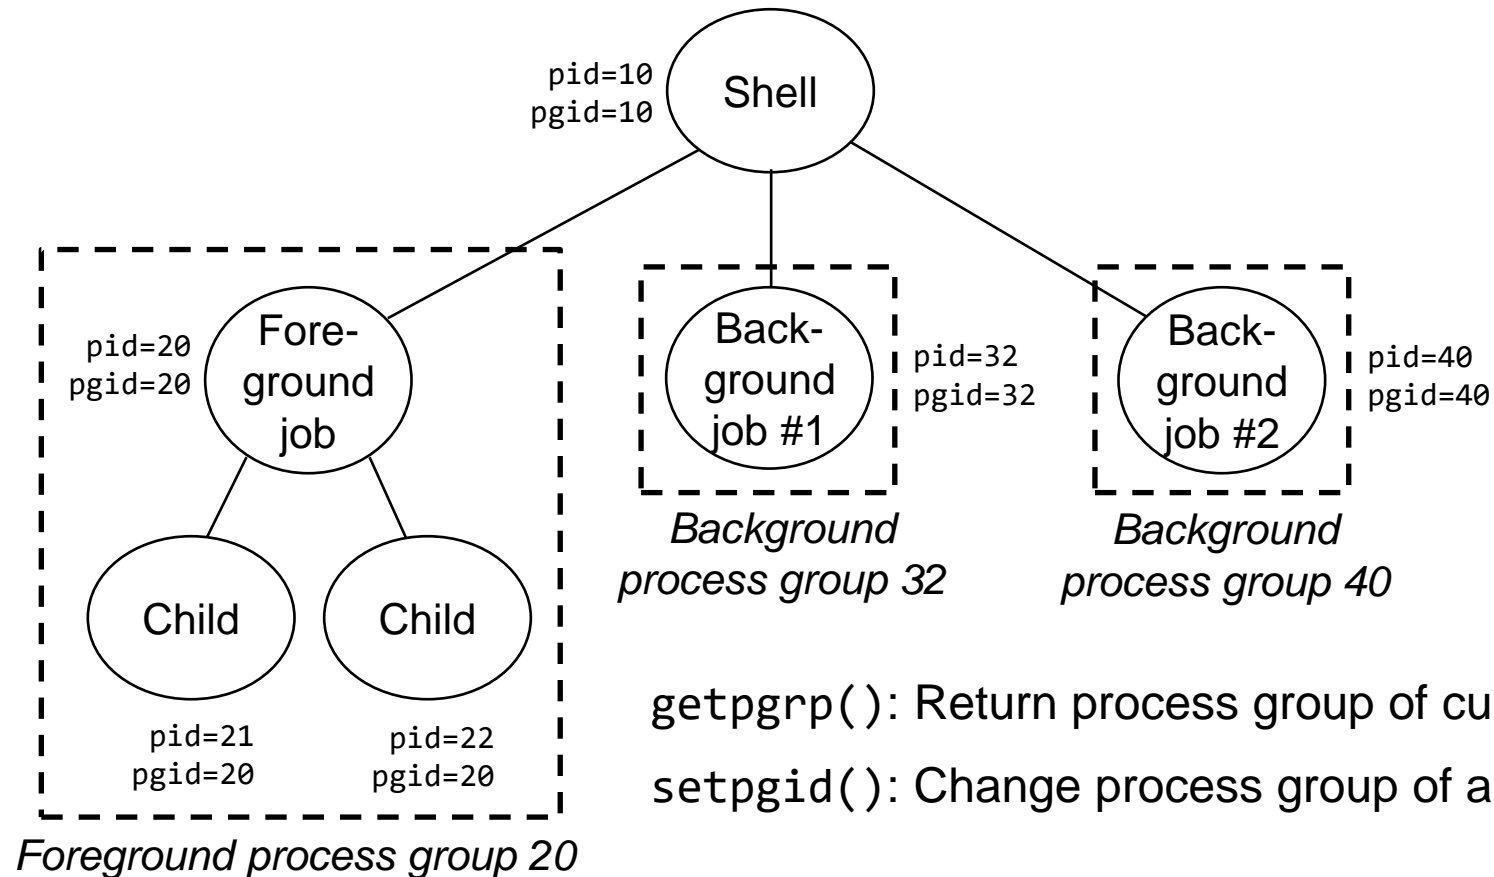 pid=10
pgid=10
Shell
pid=20
pgid=20
Fore-
ground
job
Back-
ground
job #1
pid=32
pgid=32
Back-
ground
job #2
pid=40
pgid=40
Background
process group 32
Background
process group 40
Child
Child
pid=21
pgid=20
pid=22
pgid=20
getpgrp(): Return process group of cu
setpgid(): Change process group of a
Foreground process group 20